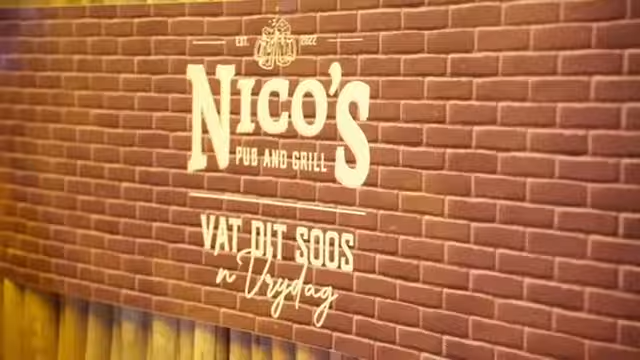 EST. 2022
NICO'S
PUB AND GRILL
VAT DIT SOOS
n Vrydag